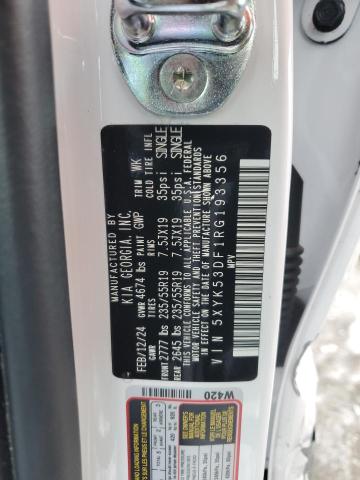 MANUFACTURED BY
KIA GEORGIA, INC.
FEB/12/24 GVWR 4674 lbs PAINT GWP TRIM WK
GAWR TIRES RIMS COLD TIRE INFL
FRONT 2777 lbs 235/55R19 7.5JX19 35psi SINGLE
REAR 2645 lbs 235/55R19 7.5JX19 35psi SINGLE
THIS VEHICLE CONFORMS TO ALL APPLICABLE U.S.A. FEDERAL
MOTOR VEHICLE SAFETY AND THEFT PREVENTION STANDARDS
IN EFFECT ON THE DATE OF MANUFACTURE SHOWN ABOVE.
VIN 5XYK53DF1RG193356
MPV
W420